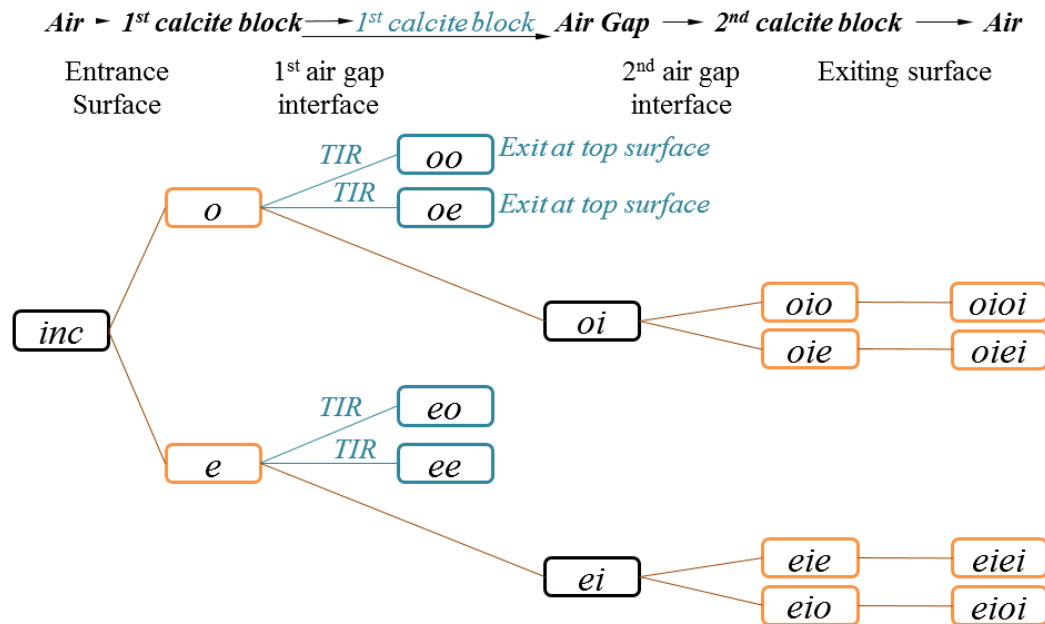 Air 1st calcite block 1st calcite block Air Gap 2nd calcite block Air
Entrance Surface
1st air gap interface
2nd air gap interface
Exiting surface
TIR oo Exit at top surface
TIR oe Exit at top surface
o
oi
oio oioi
oie oiei
inc
TIR eo
TIR ee
e
ei
eie eiei
eio eioi